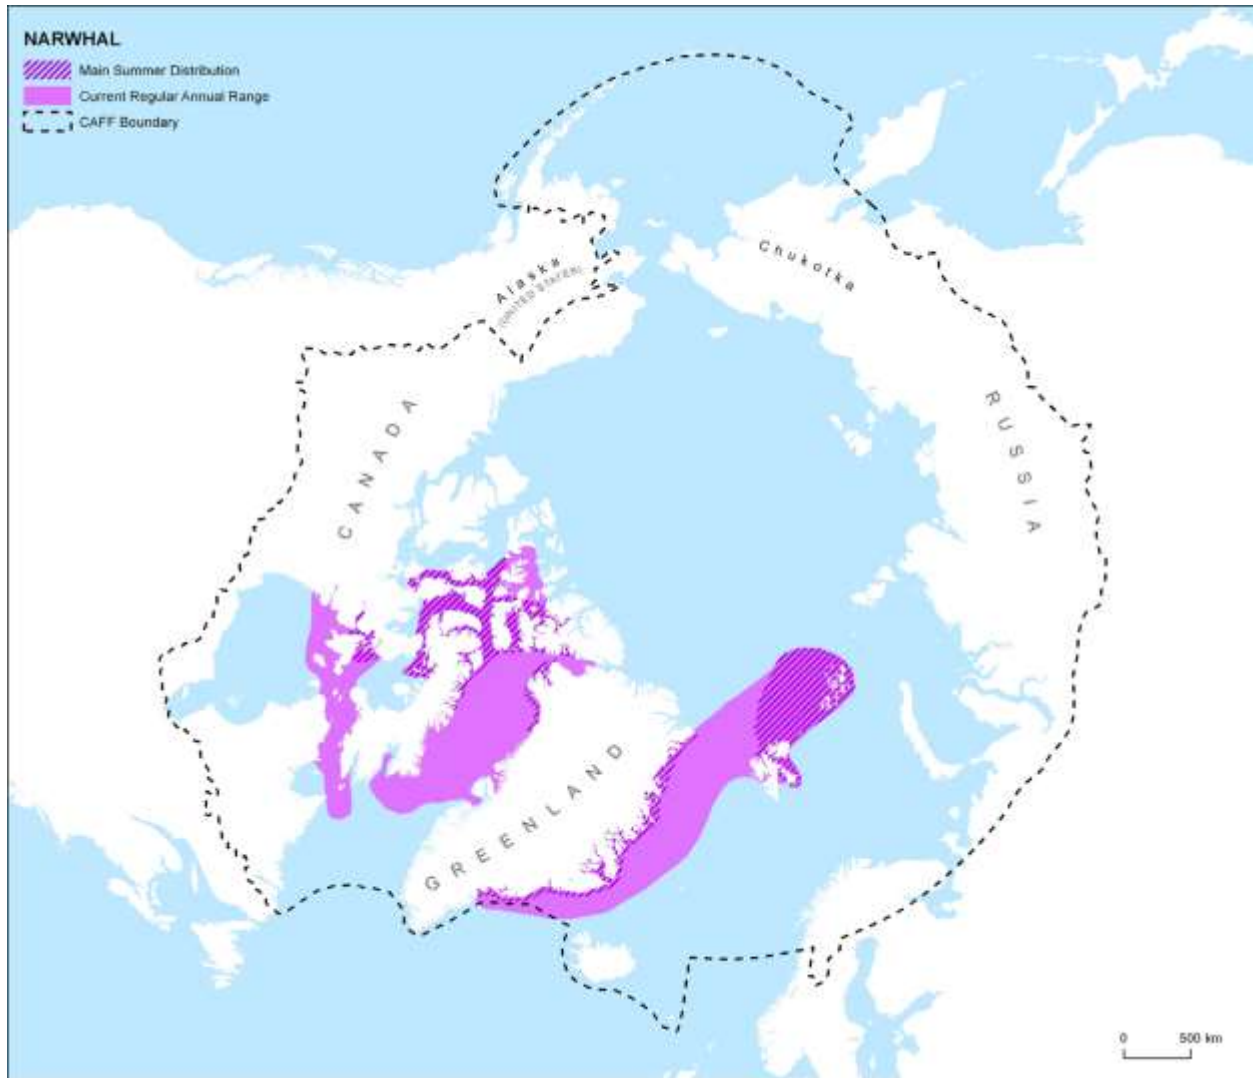 NARWHAL
Main Summer Distribution
Current Regular Annual Range
CAFF Boundary
Alaska
(UNITED STATES)
Chukotka
CANADA
RUSSIA
GREENLAND
0 500 km